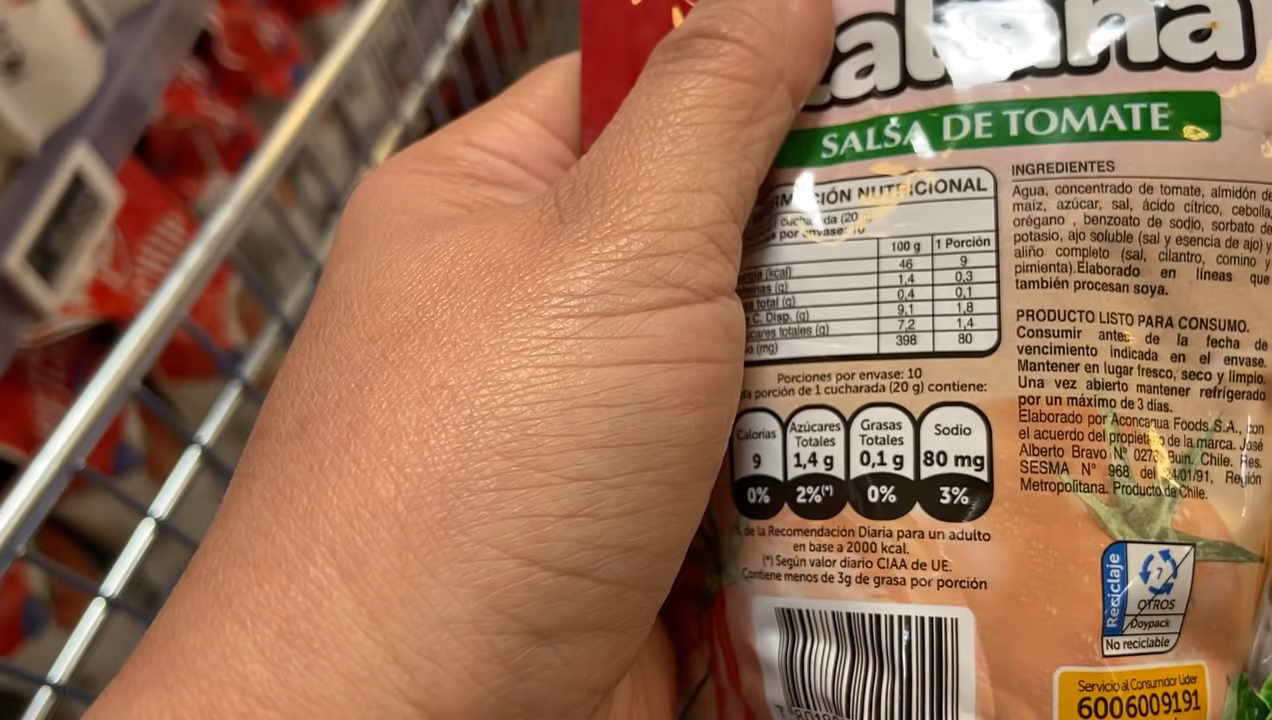 SALSA DE TOMATE
CIÓN NUTRICIONAL
por envase: 10
100 g 1 Porción
(kcal) 46 9
(g) 1,4 0,3
total (g) 0,4 0,1
C. Disp. (g) 9,1 1,8
totales (g) 7,2 1,4
(mg) 398 80
Porciones por envase: 10
porción de 1 cucharada (20 g) contiene:
Calorías Azúcares Totales Grasas Totales Sodio
9 1,4 g 0,1 g 80 mg
0% 2%(*) 0% 3%
de la Recomendación Diaria para un adulto
en base a 2000 kcal.
(*) Según valor diario CIAA de UE.
Contiene menos de 3g de grasa por porción
INGREDIENTES
Agua, concentrado de tomate, almidón de
maíz, azúcar, sal, ácido cítrico, cebolla,
orégano , benzoato de sodio, sorbato de
potasio, ajo soluble (sal y esencia de ajo) y
aliño completo (sal, cilantro, comino y
pimienta).Elaborado en líneas que
también procesan soya.
PRODUCTO LISTO PARA CONSUMO.
Consumir antes de la fecha de
vencimiento indicada en el envase.
Mantener en lugar fresco, seco y limpio.
Una vez abierto mantener refrigerado
por un máximo de 3 días.
Elaborado por Aconcagua Foods S.A., con
el acuerdo del propietario de la marca. José
Alberto Bravo N° 0273 Buin. Chile. Res.
SESMA N° 968 del 24/01/91, Región
Metropolitana. Producto de Chile.
Reciclaje
7
OTROS
Doypack
No reciclable
Servicio al Consumidor Lider
6006009191